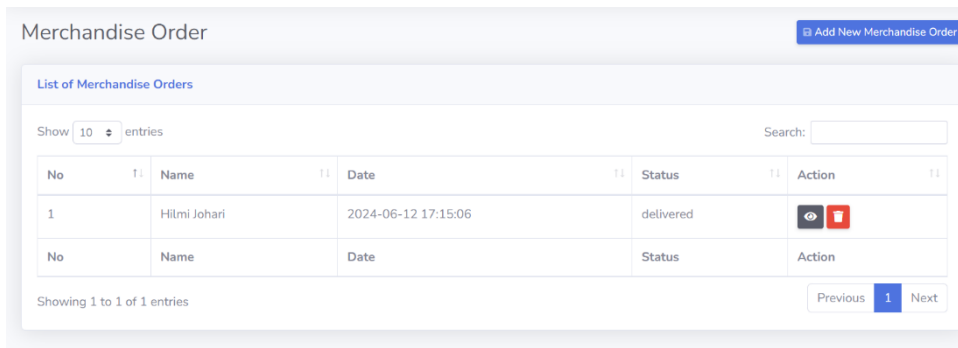 Merchandise Order
Add New Merchandise Order
List of Merchandise Orders
Show 10 entries
Search:
No Name Date Status Action
1 Hilmi Johari 2024-06-12 17:15:06 delivered
No Name Date Status Action
Showing 1 to 1 of 1 entries
Previous 1 Next